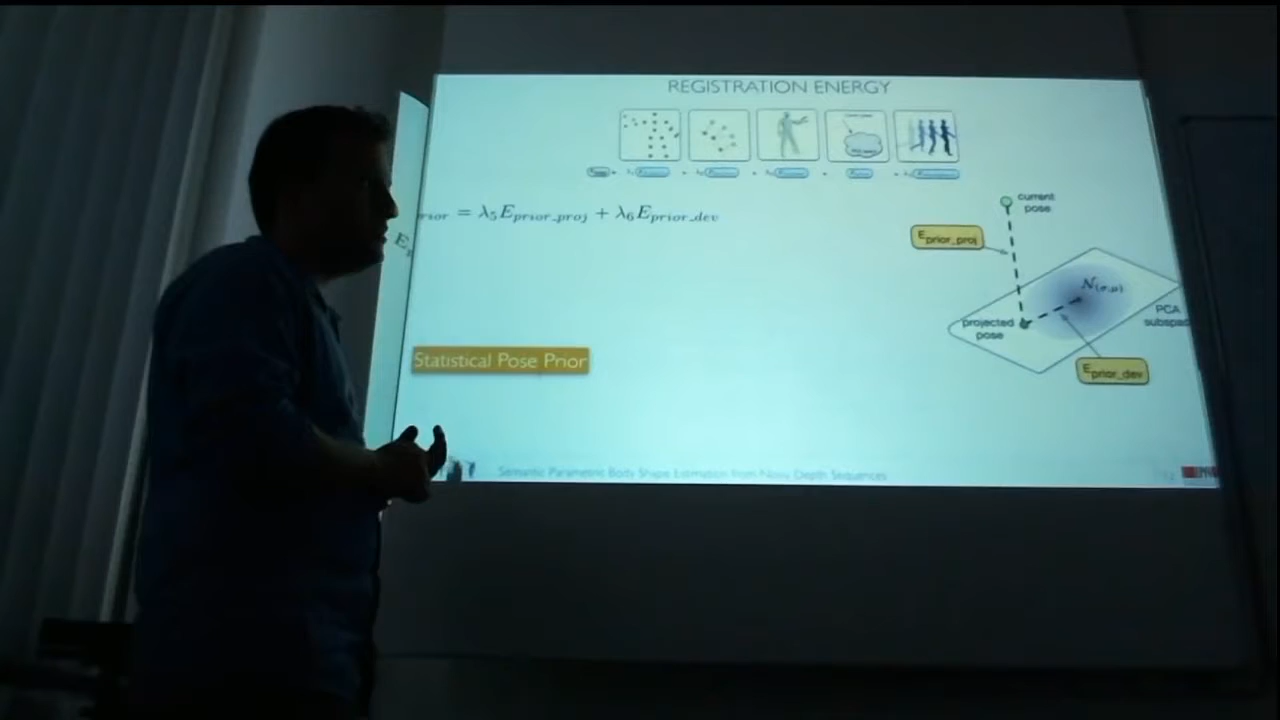 REGISTRATION ENERGY
rior = λ5Eprior_proj + λ6Eprior_dev
current
pose
Eprior_proj
N(σ,μ)
PCA
subspac
projected
pose
Eprior_dev
Statistical Pose Prior
Semantic Parametric Body Shape Estimation from Noisy Depth Sequences